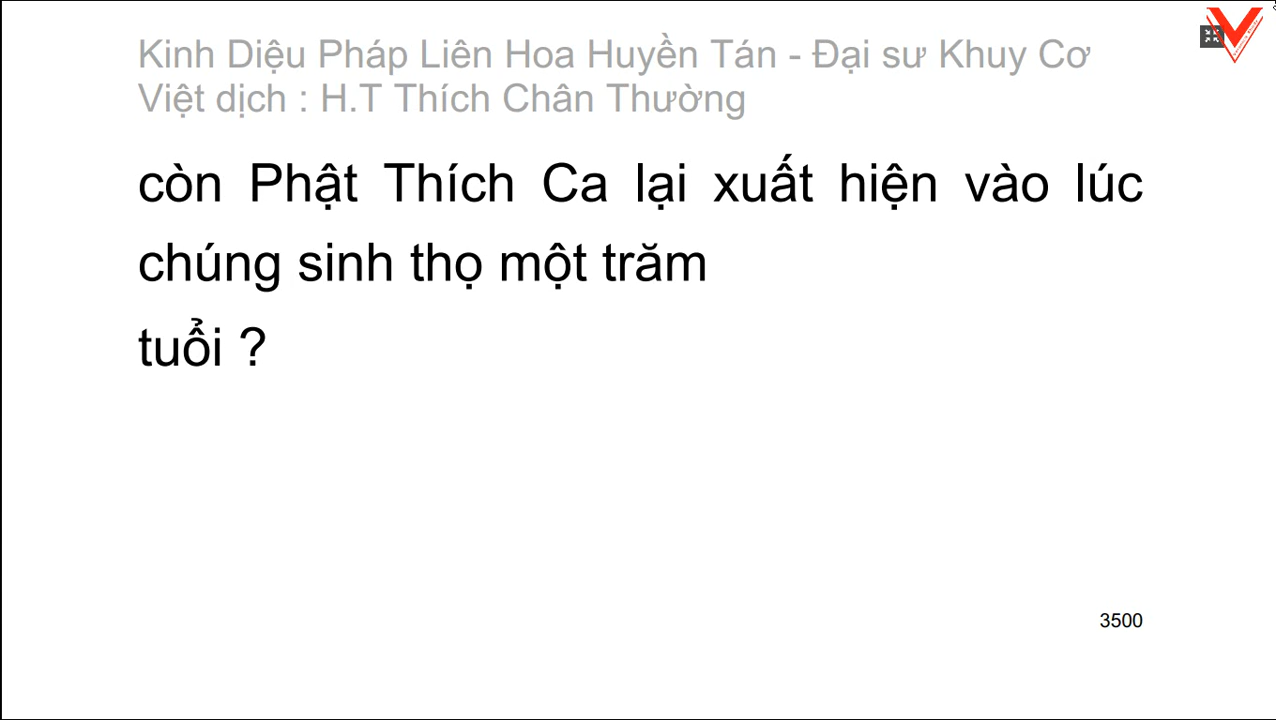 Kinh Diệu Pháp Liên Hoa Huyền Tán - Đại sư Khuy Cơ
Việt dịch : H.T Thích Chân Thường
còn Phật Thích Ca lại xuất hiện vào lúc
chúng sinh thọ một trăm
tuổi ?
3500